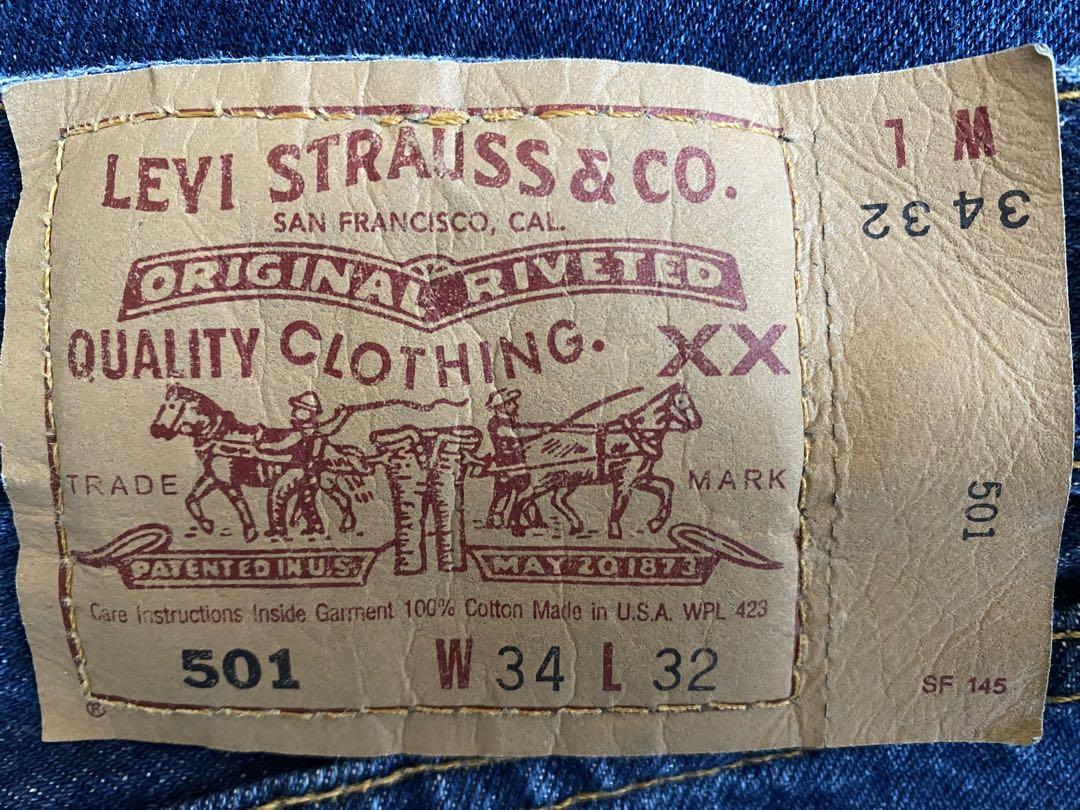 LEVI STRAUSS & CO.
SAN FRANCISCO, CAL.
ORIGINAL RIVETED
QUALITY CLOTHING. XX
TRADE MARK
PATENTED IN U.S. MAY 20 1873
Care Instructions Inside Garment 100% Cotton Made in U.S.A. WPL 423
501 W 34 L 32
®
W L
34 32
501
SF 145